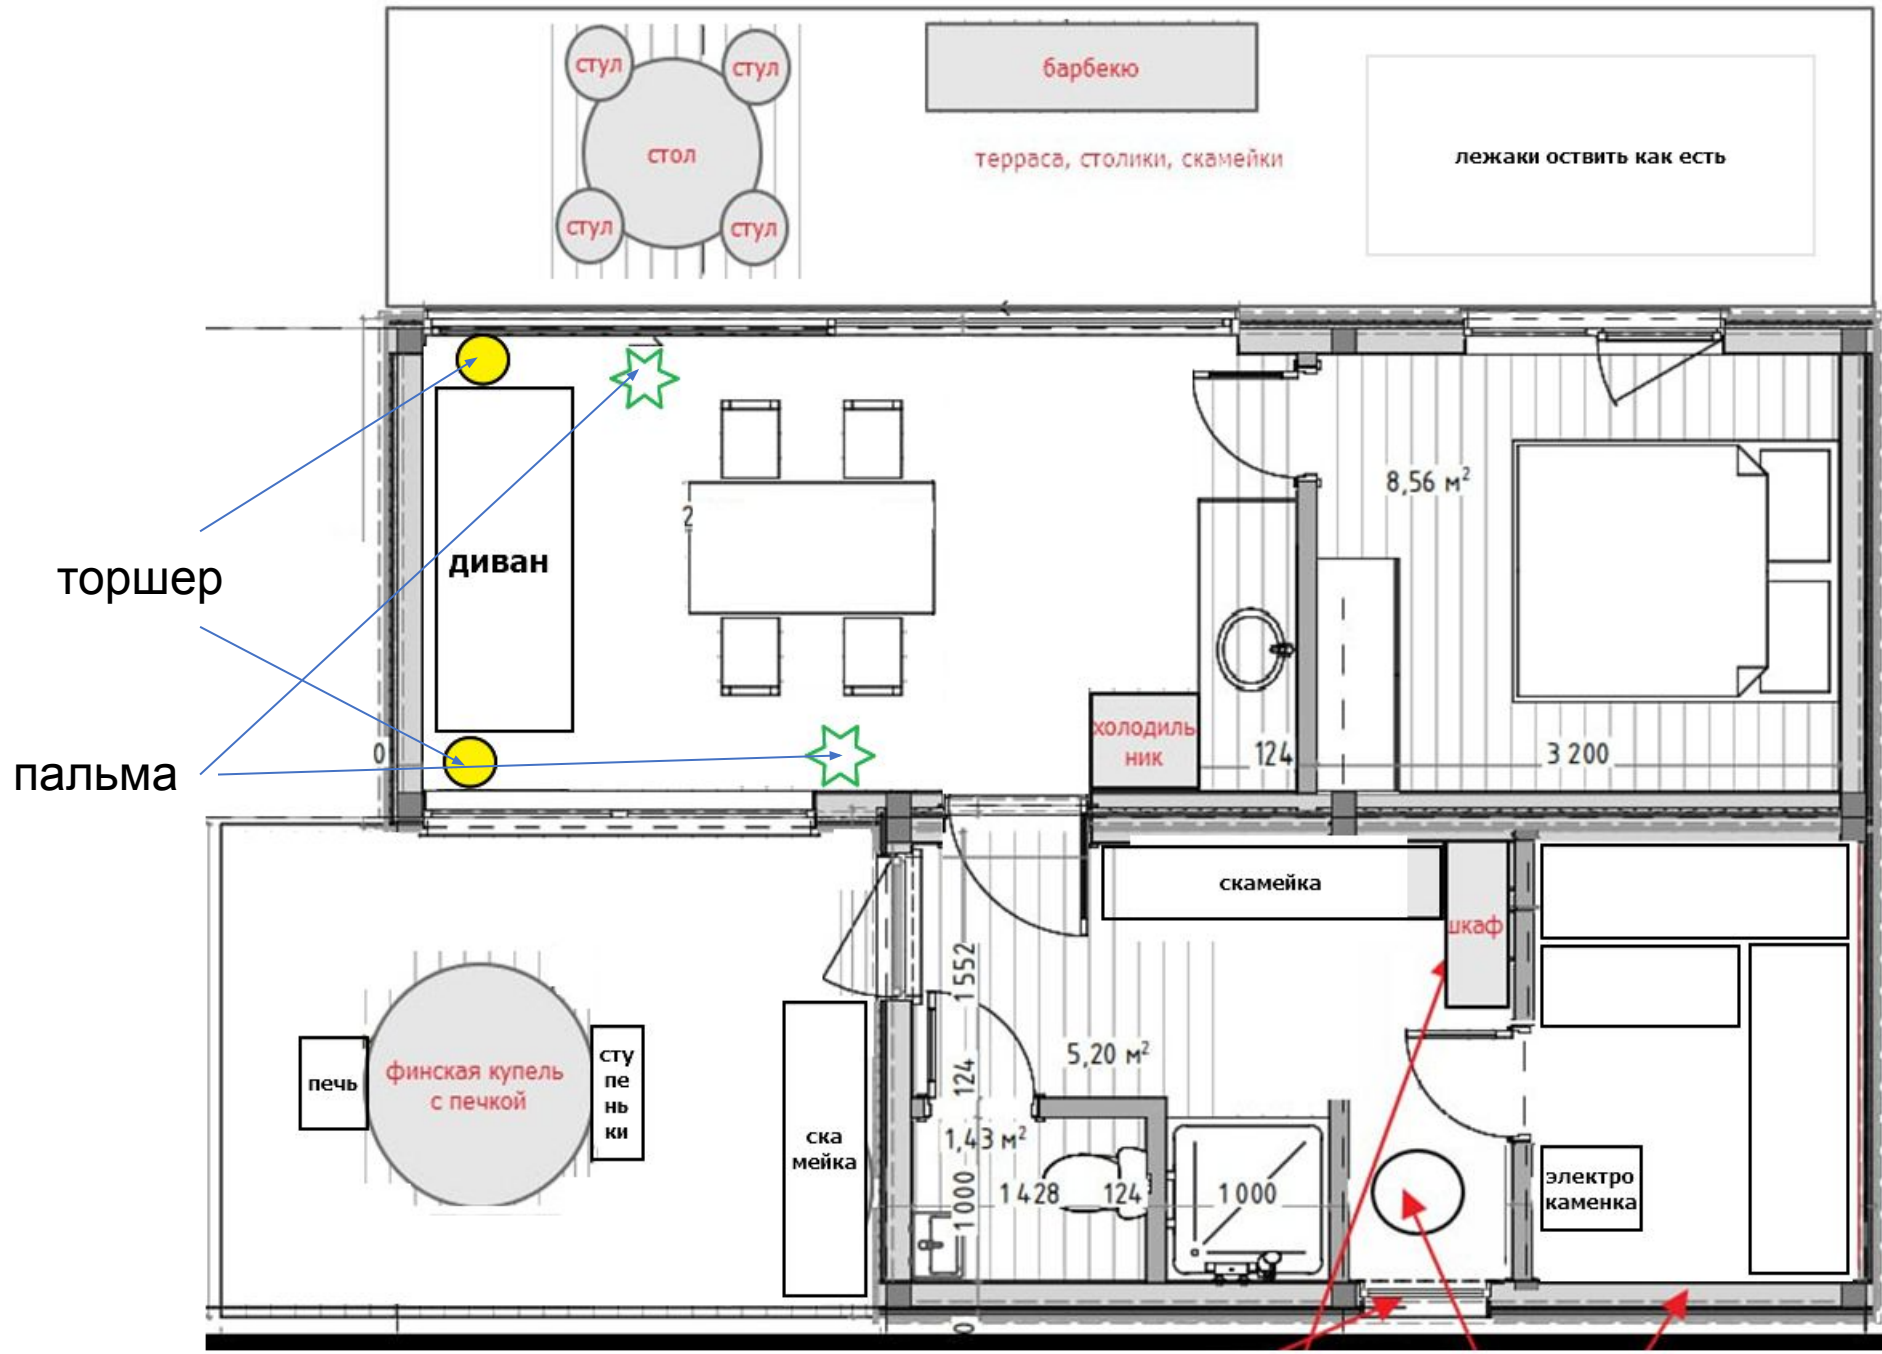 стул
стул
барбекю
стол
терраса, столики, скамейки
лежаки оствить как есть
стул
стул
8,56 м²
2
диван
торшер
холодиль
ник
0
124
3 200
пальма
скамейка
шкаф
1 552
5,20 м²
124
финская купель
с печкой
печь
сту
пе
нь
ки
ска
мейка
1,43 м²
1 428
124
1 000
1 000
электро
каменка
0